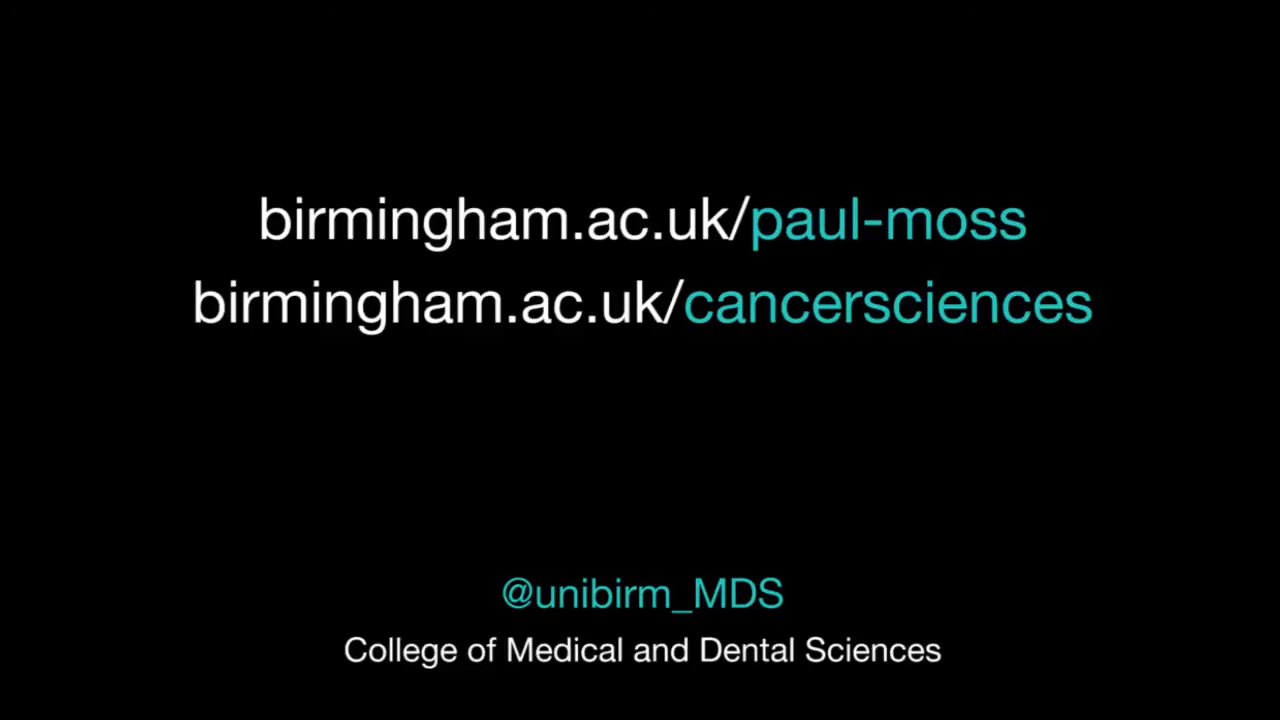 birmingham.ac.uk/paul-moss
birmingham.ac.uk/cancersciences
@unibirm_MDS
College of Medical and Dental Sciences